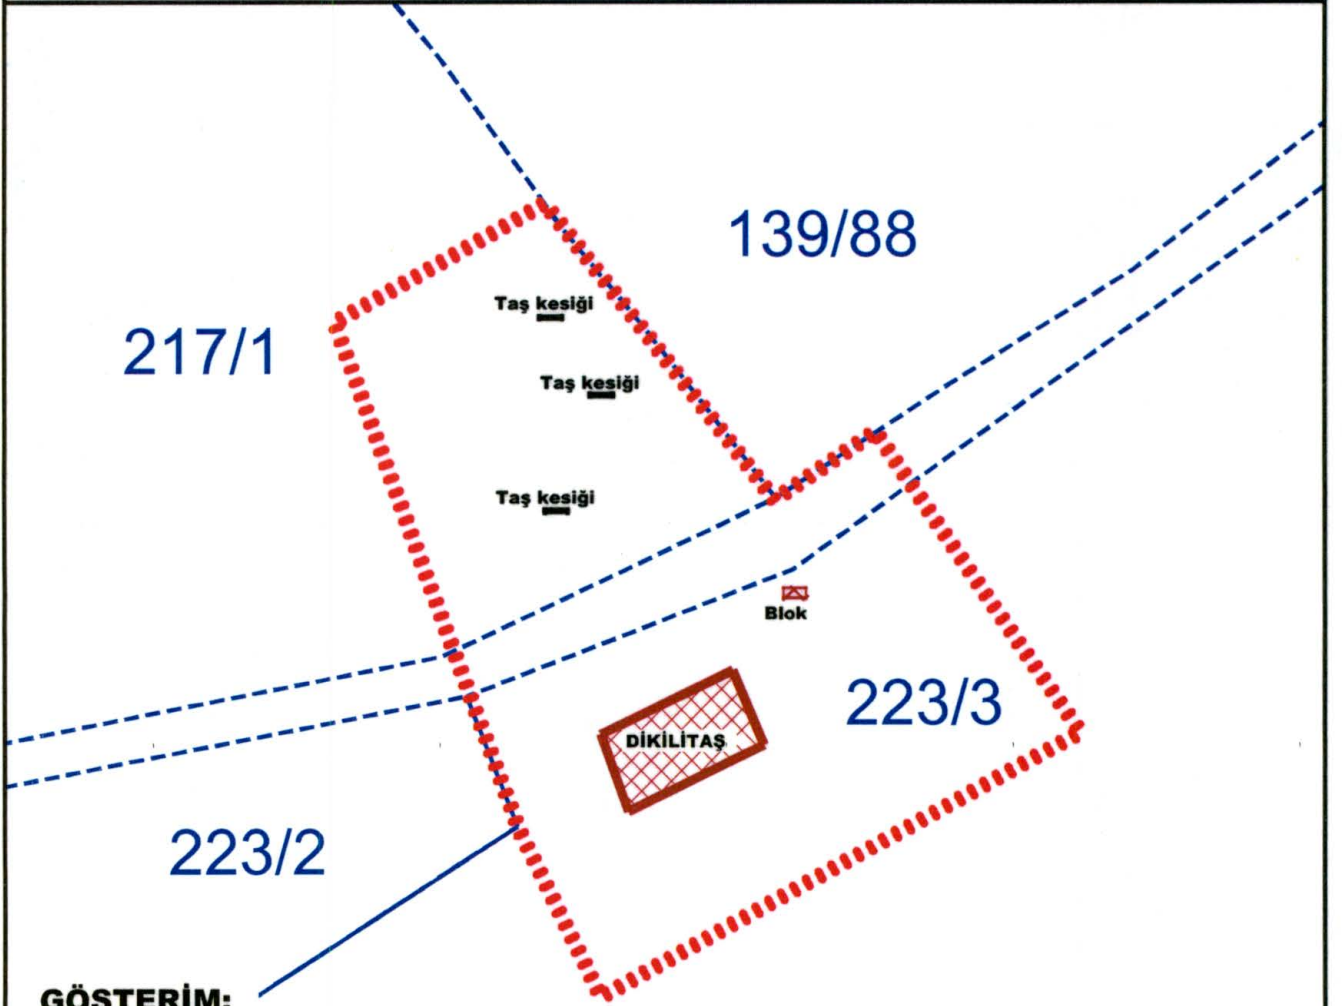 139/88
Taş kesiği
217/1
Taş kesiği
Taş kesiği
Blok
223/3
DİKİLİTAŞ
223/2
GÖSTERİM: